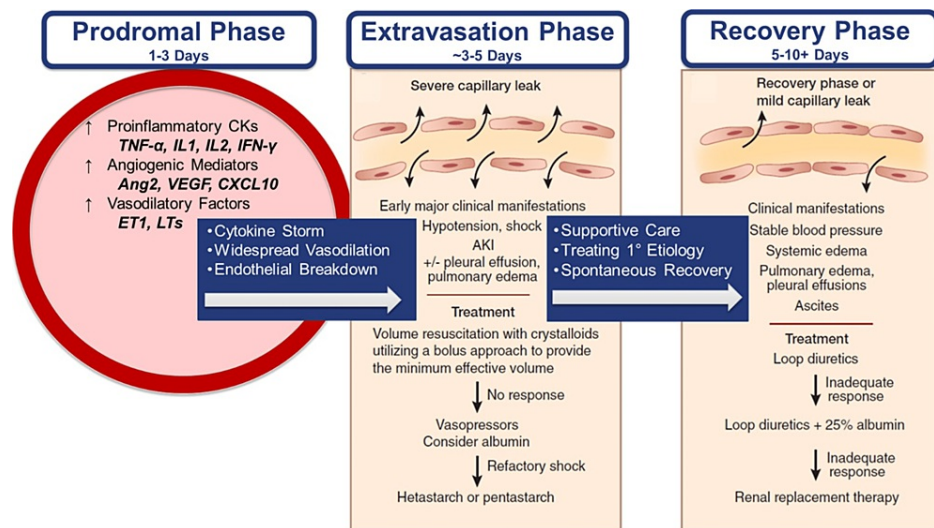 Prodromal Phase
1-3 Days
↑ Proinflammatory CKs
TNF-α, IL1, IL2, IFN-γ
↑ Angiogenic Mediators
Ang2, VEGF, CXCL10
↑ Vasodilatory Factors
ET1, LTs
•Cytokine Storm
•Widespread Vasodilation
•Endothelial Breakdown
Extravasation Phase
~3-5 Days
Severe capillary leak
Early major clinical manifestations
Hypotension, shock
AKI
+/- pleural effusion,
pulmonary edema
Treatment
Volume resuscitation with crystalloids
utilizing a bolus approach to provide
the minimum effective volume
No response
Vasopressors
Consider albumin
Refactory shock
Hetastarch or pentastarch
•Supportive Care
•Treating 1° Etiology
•Spontaneous Recovery
Recovery Phase
5-10+ Days
Recovery phase or
mild capillary leak
Clinical manifestations
Stable blood pressure
Systemic edema
Pulmonary edema,
pleural effusions
Ascites
Treatment
Loop diuretics
Inadequate
response
Loop diuretics + 25% albumin
Inadequate
response
Renal replacement therapy